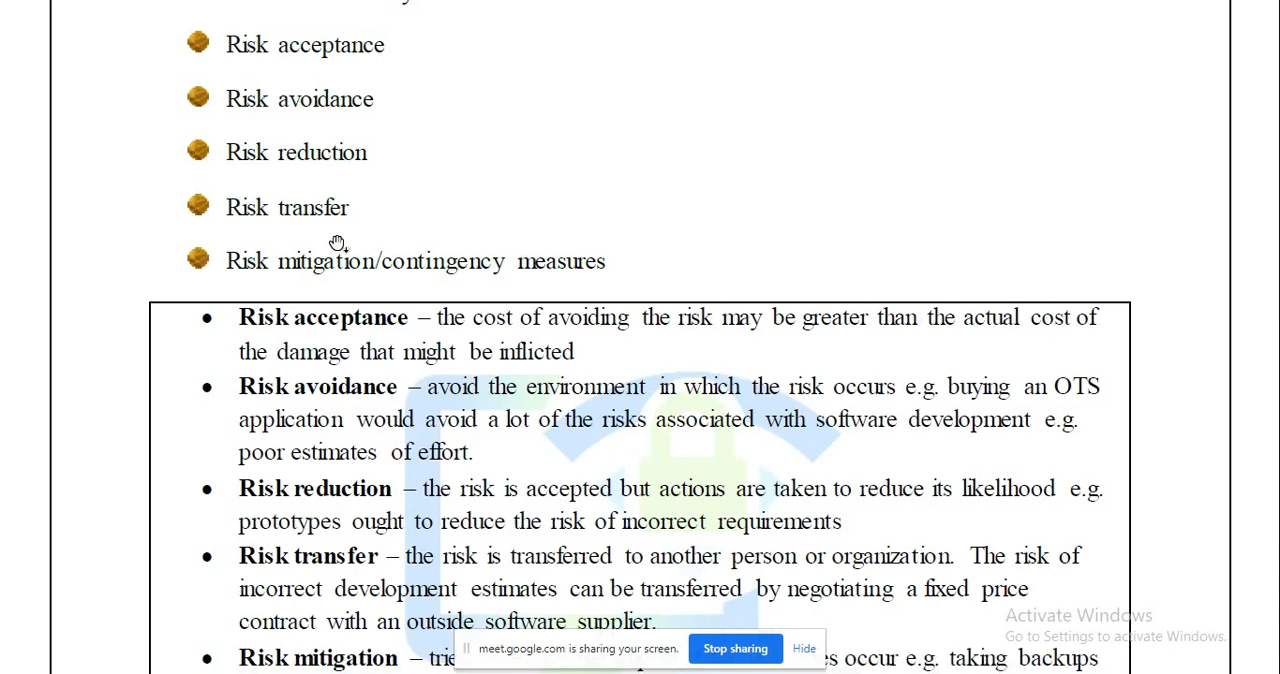 Risk acceptance
Risk avoidance
Risk reduction
Risk transfer
Risk mitigation/contingency measures
• Risk acceptance – the cost of avoiding the risk may be greater than the actual cost of
the damage that might be inflicted
• Risk avoidance – avoid the environment in which the risk occurs e.g. buying an OTS
application would avoid a lot of the risks associated with software development e.g.
poor estimates of effort.
• Risk reduction – the risk is accepted but actions are taken to reduce its likelihood e.g.
prototypes ought to reduce the risk of incorrect requirements
• Risk transfer – the risk is transferred to another person or organization. The risk of
incorrect development estimates can be transferred by negotiating a fixed price
contract with an outside software supplier.
• Risk mitigation – occur e.g. taking backups
meet.google.com is sharing your screen. Stop sharing Hide
Activate Windows
Go to Settings to activate Windows.